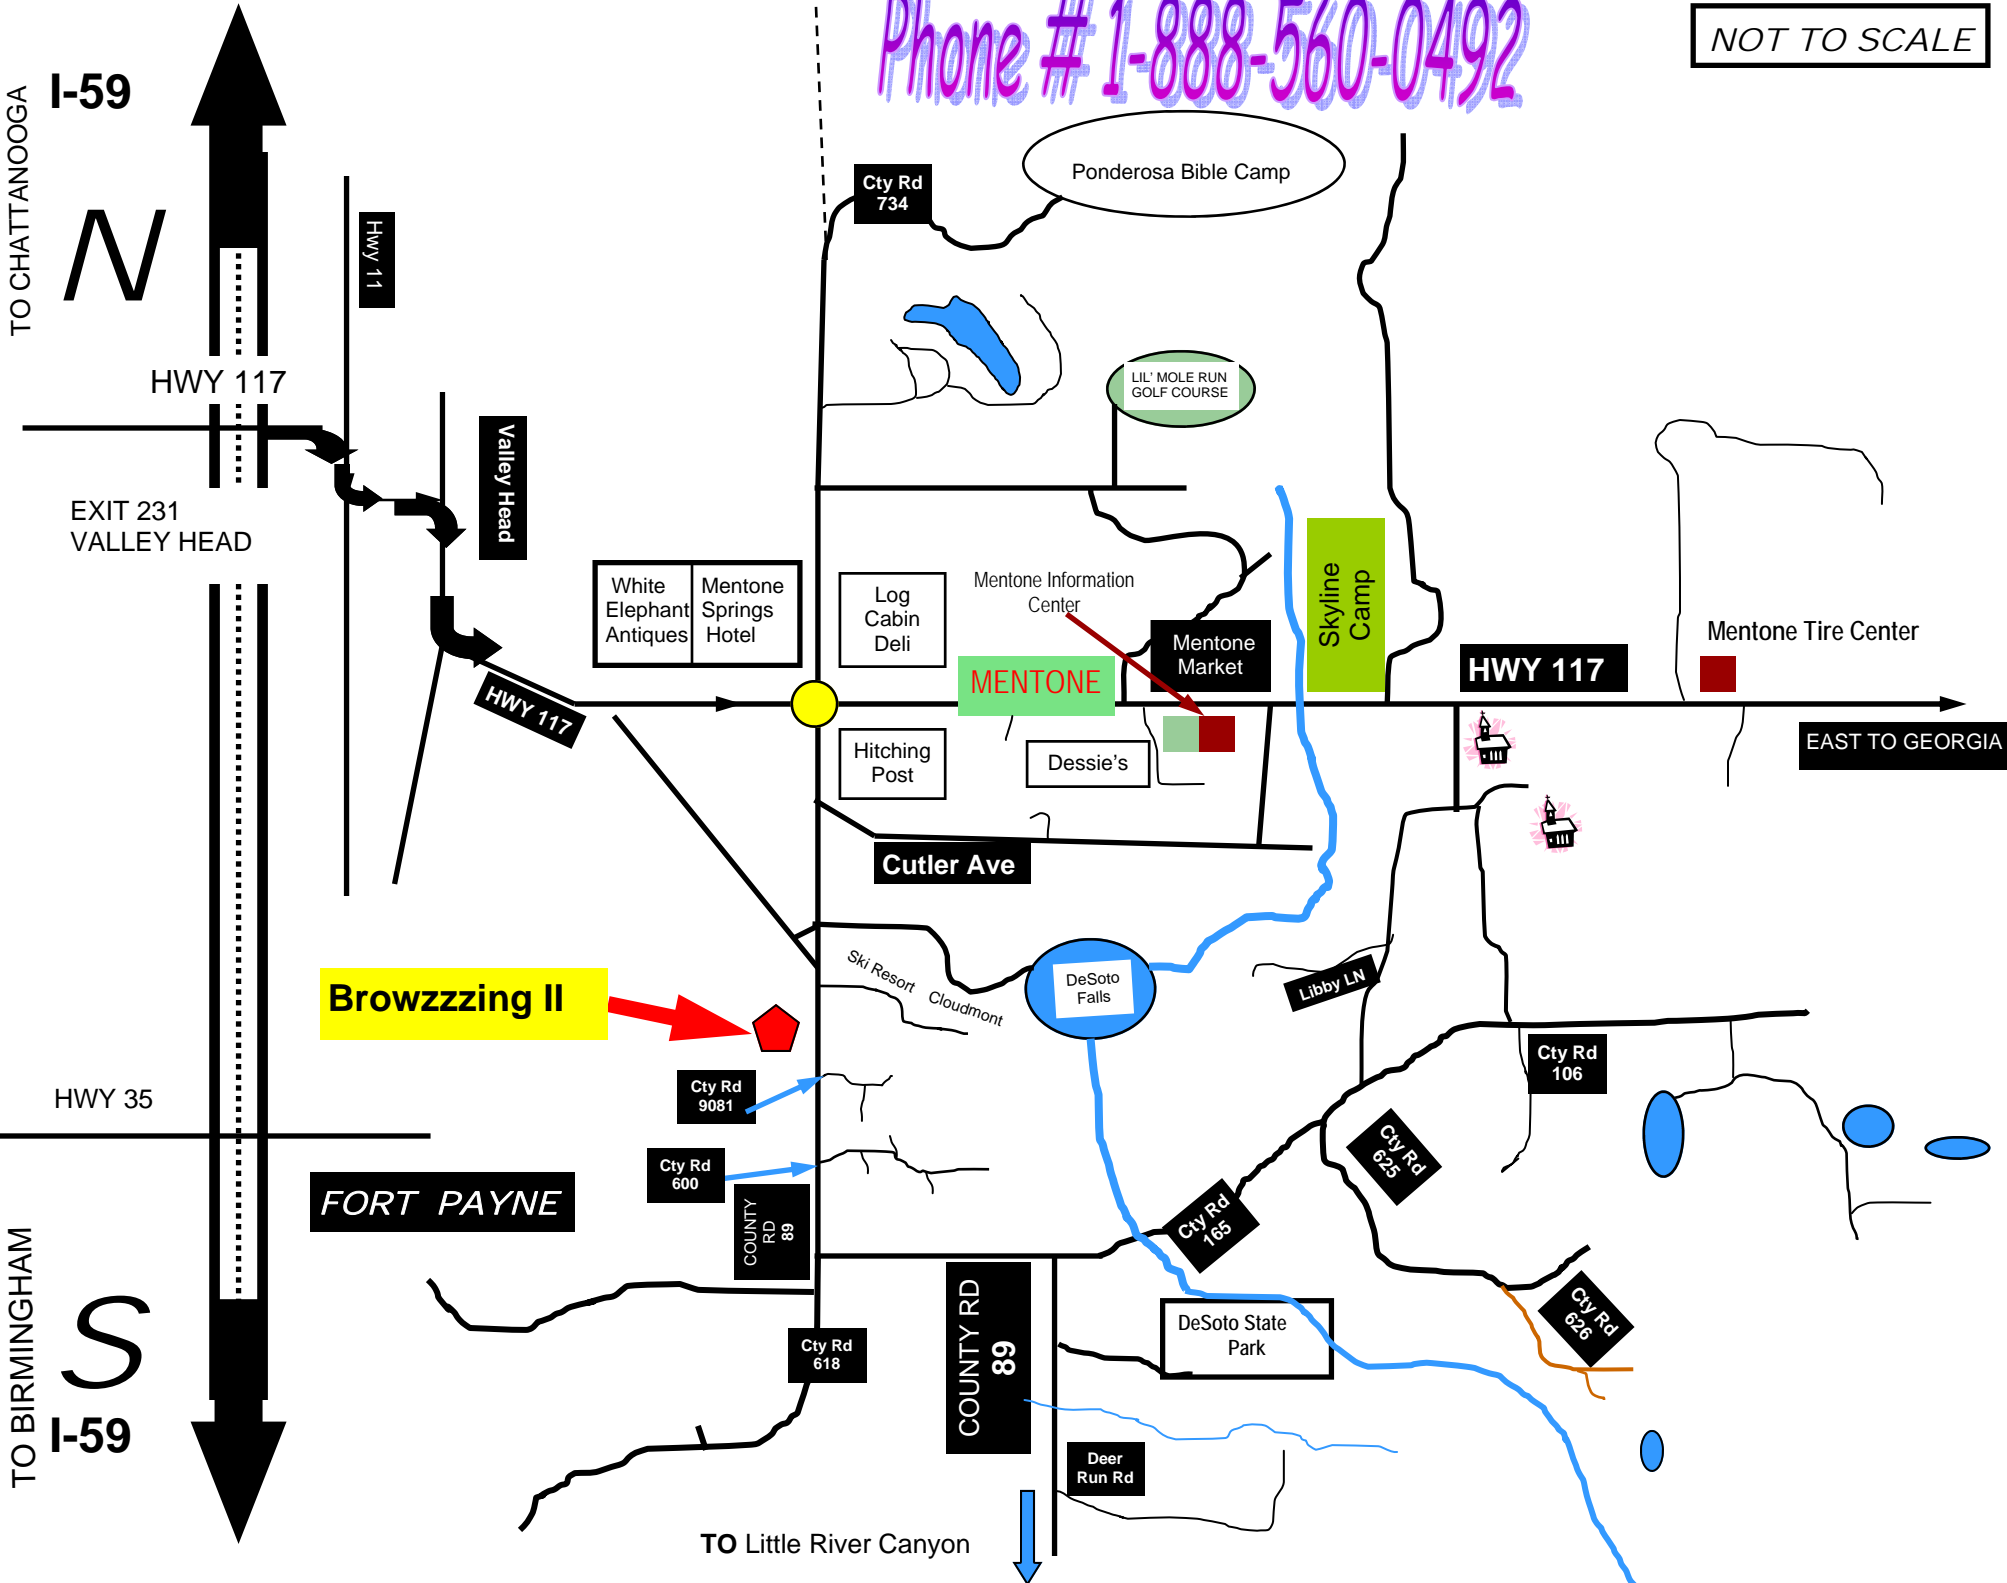 Phone # 1-888-560-0492
NOT TO SCALE
I-59
TO CHATTANOOGA
N
Hwy 11
Cty Rd
734
Ponderosa Bible Camp
HWY 117
LIL’ MOLE RUN
GOLF COURSE
Valley Head
EXIT 231
VALLEY HEAD
White
Elephant
Antiques
Mentone
Springs
Hotel
Log
Cabin
Deli
Mentone Information
Center
Mentone
Market
Skyline
Camp
Mentone Tire Center
HWY 117
MENTONE
HWY 117
EAST TO GEORGIA
Hitching
Post
Dessie’s
Cutler Ave
Ski Resort Cloudmont
DeSoto
Falls
Libby LN
Browzzzing II
Cty Rd
106
Cty Rd
9081
HWY 35
Cty Rd
600
Cty Rd
625
FORT PAYNE
COUNTY
RD
89
Cty Rd
165
TO BIRMINGHAM
S
I-59
Cty Rd
618
COUNTY RD
89
DeSoto State
Park
Cty Rd
626
Deer
Run Rd
TO Little River Canyon